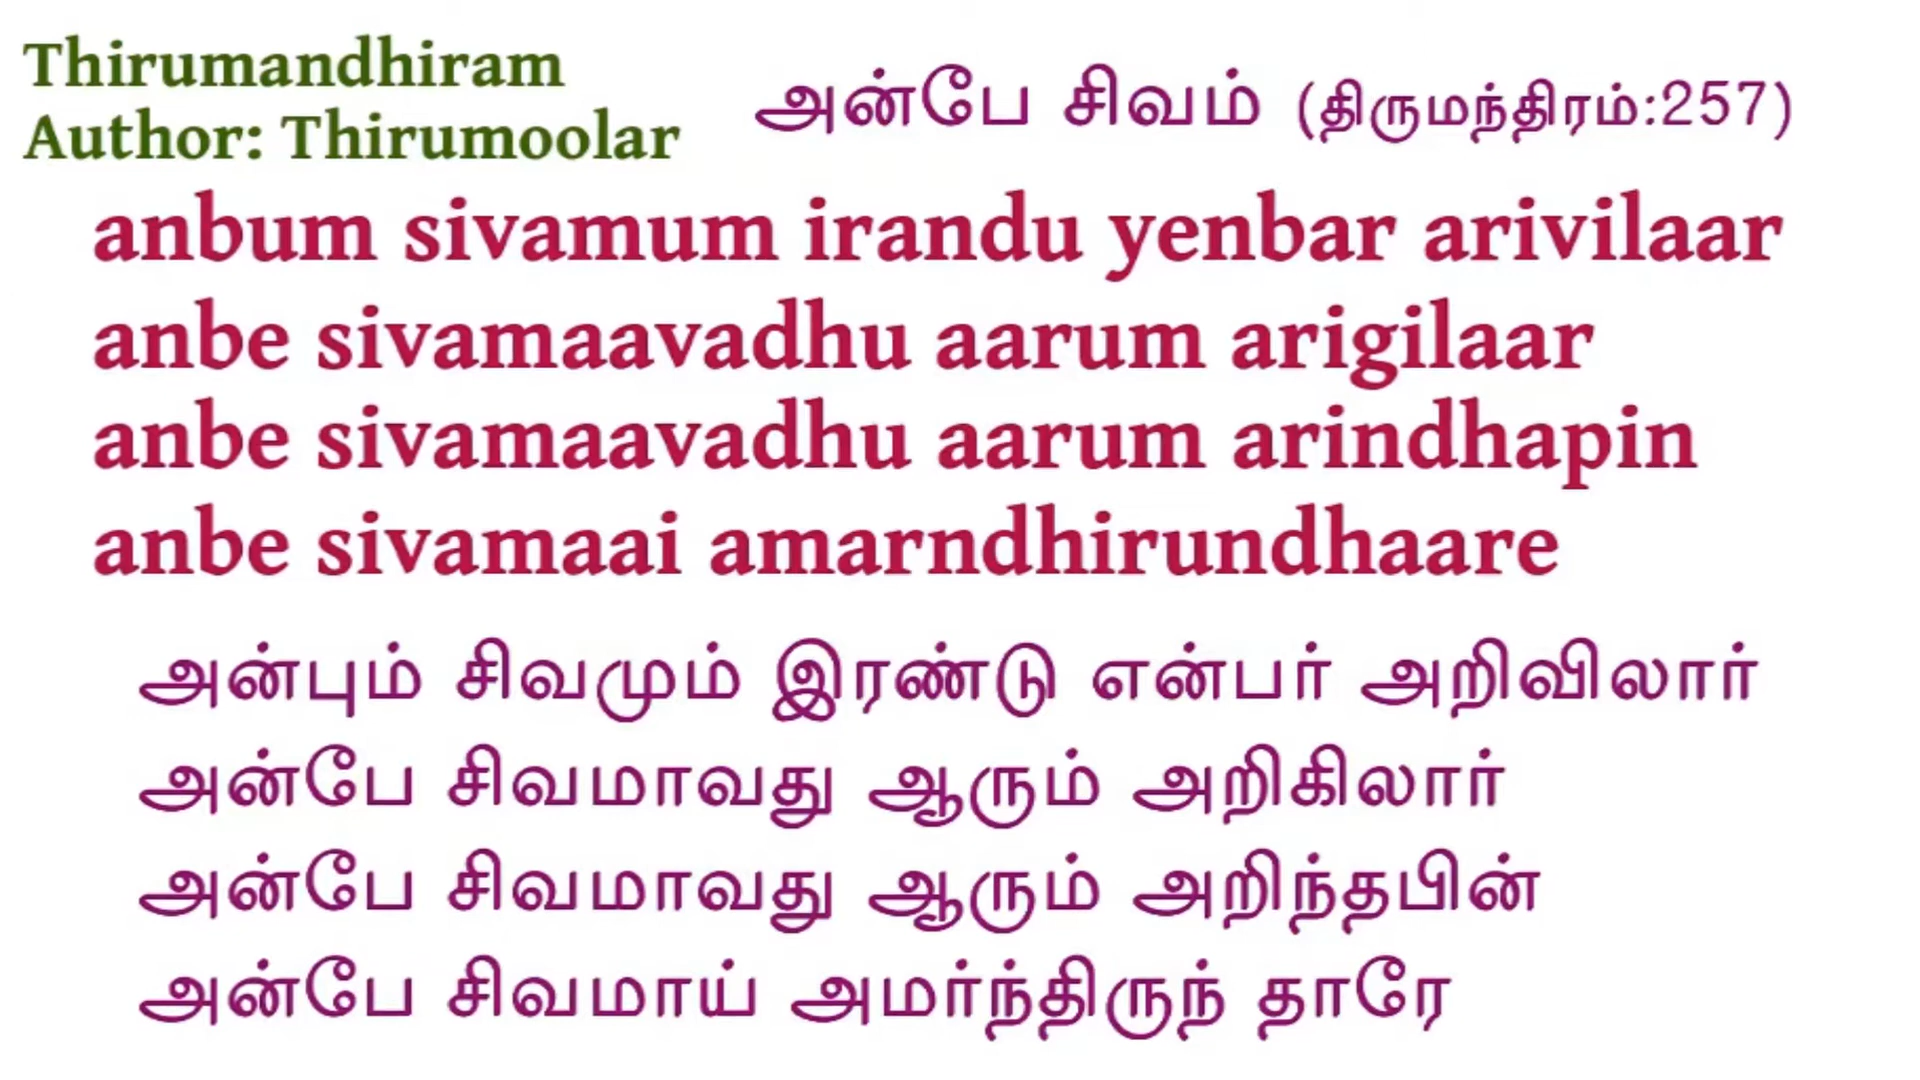 Thirumandhiram
Author: Thirumoolar
அன்பே சிவம் (திருமந்திரம்:257)
anbum sivamum irandu yenbar arivilaar
anbe sivamaavadhu aarum arigilaar
anbe sivamaavadhu aarum arindhapin
anbe sivamaai amarndhirundhaare
அன்பும் சிவமும் இரண்டு என்பர் அறிவிலார்
அன்பே சிவமாவது ஆரும் அறிகிலார்
அன்பே சிவமாவது ஆரும் அறிந்தபின்
அன்பே சிவமாய் அமர்ந்திருந் தாரே